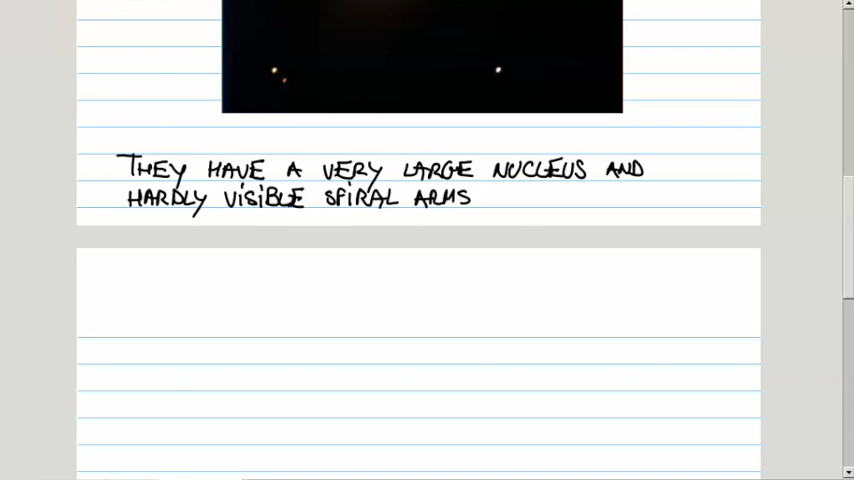 THEY HAVE A VERY LARGE NUCLEUS AND
HARDLY VISIBLE SPIRAL ARMS